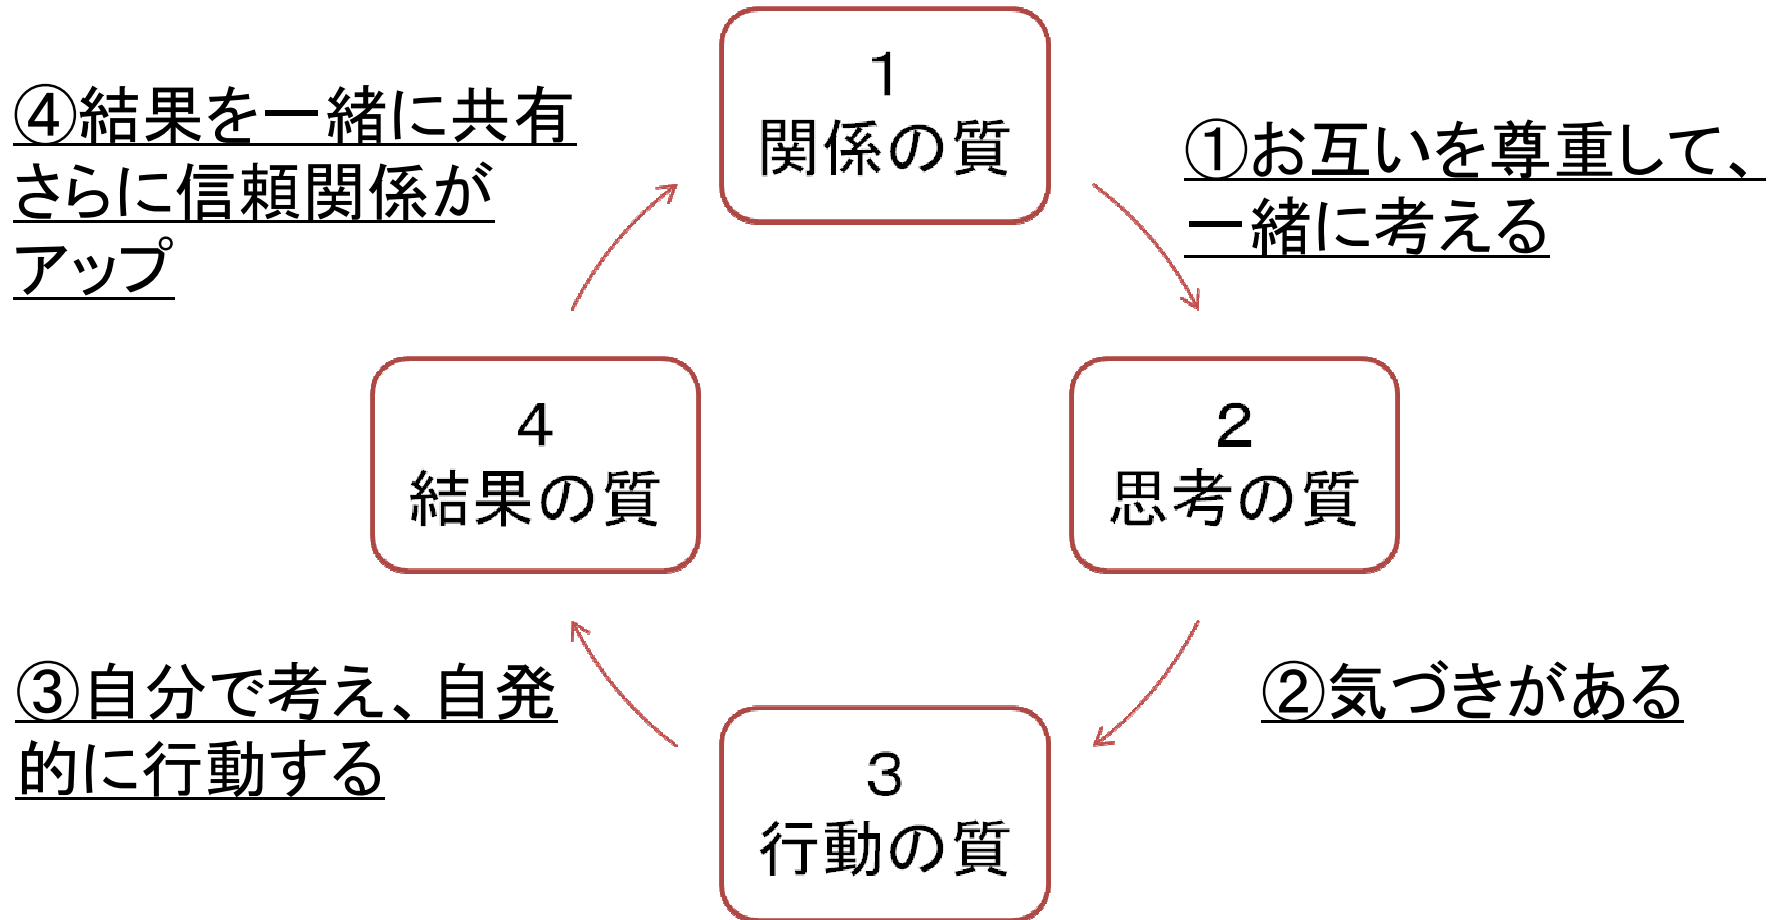 1
関係の質
①お互いを尊重して、
一緒に考える
2
思考の質
②気づきがある
3
行動の質
③自分で考え、自発
的に行動する
4
結果の質
④結果を一緒に共有
さらに信頼関係が
アップ